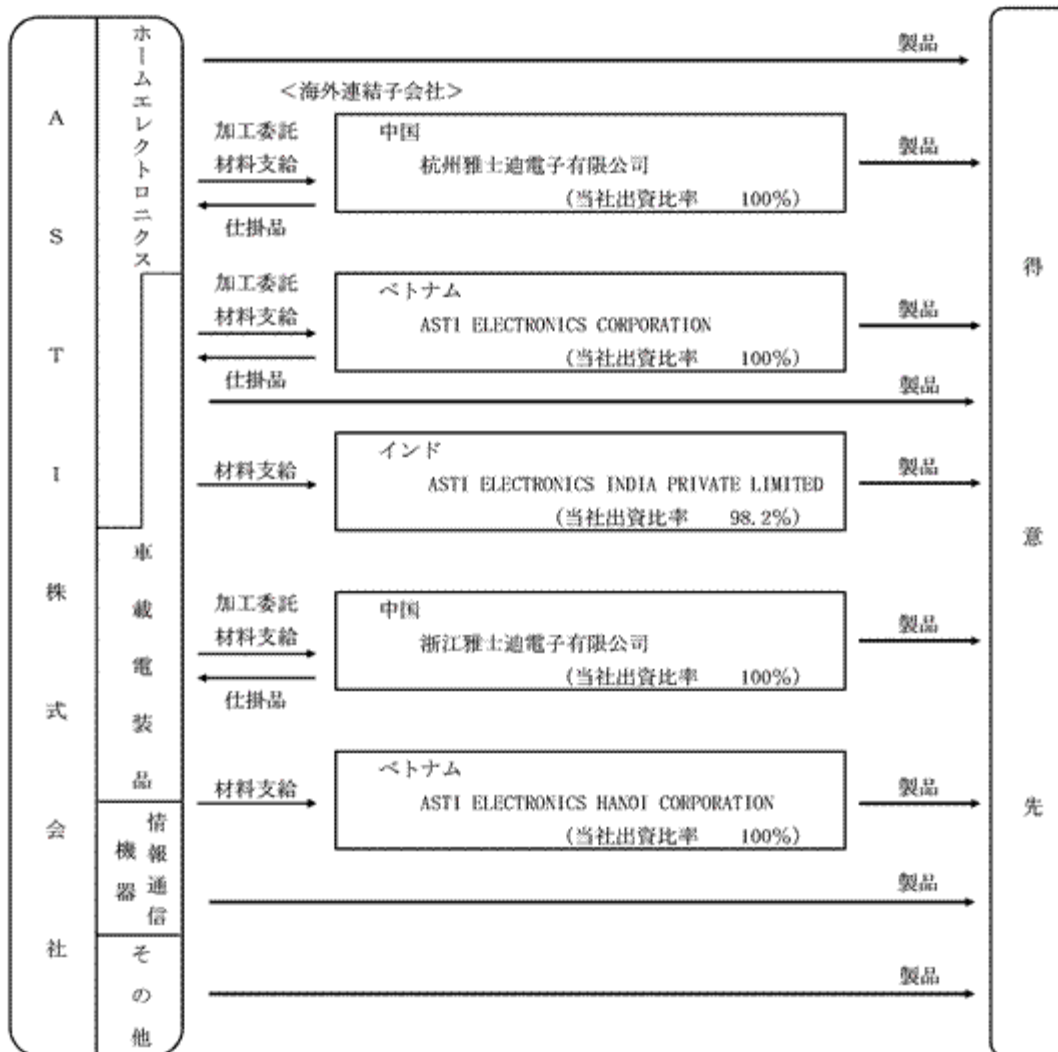 ASTI株式会社
ホームエレクトロニクス
車載電装品
情報通信
機器
その他
製品
<海外連結子会社>
加工委託
材料支給
仕掛品
中国
杭州雅士迪電子有限公司
(当社出資比率 100%)
製品
加工委託
材料支給
仕掛品
ベトナム
ASTI ELECTRONICS CORPORATION
(当社出資比率 100%)
製品
製品
材料支給
インド
ASTI ELECTRONICS INDIA PRIVATE LIMITED
(当社出資比率 98.2%)
製品
加工委託
材料支給
仕掛品
中国
浙江雅士迪電子有限公司
(当社出資比率 100%)
製品
材料支給
ベトナム
ASTI ELECTRONICS HANOI CORPORATION
(当社出資比率 100%)
製品
製品
製品
得意先